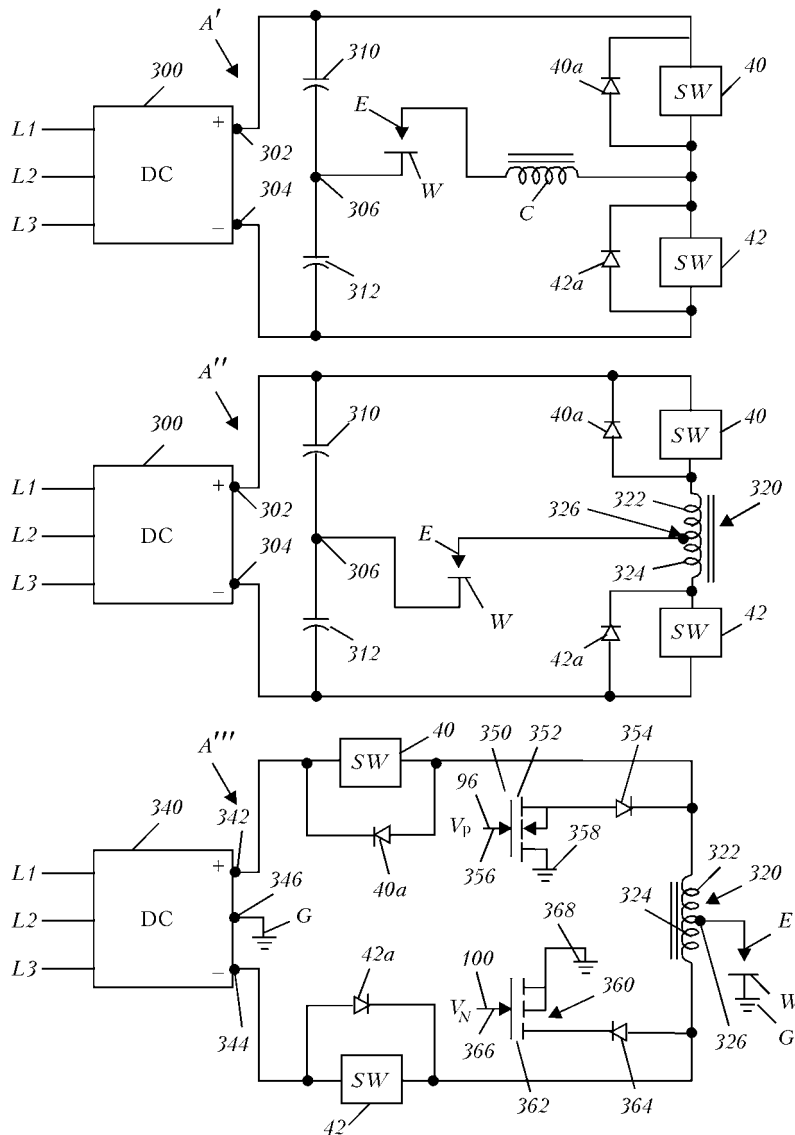 A′
310
300
40a
40
SW
+
302
E
L1
DC
304
L2
306
W
C
L3
−
312
42a
SW
42
A″
310
300
40a
SW
40
+
302
322
320
L1
DC
304
E
326
L2
306
324
L3
−
W
312
42a
SW
42
A‴
40
350
352
354
SW
96
340
342
V_P
358
40a
356
+
322
L1
346
320
DC
G
324
E
L2
368
42a
L3
100
360
W
−
V_N
G
344
366
326
SW
42
362
364